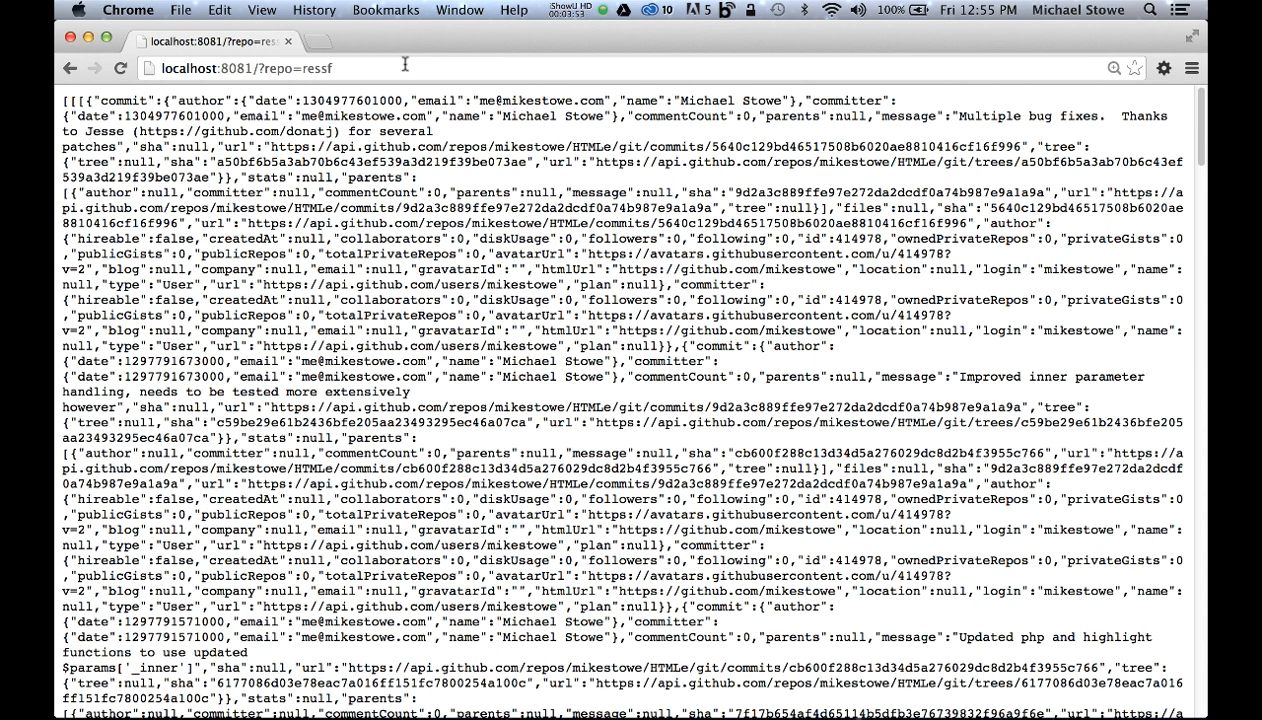 Chrome File Edit View History Bookmarks Window Help iShowU HD 00:03:53 10 5 100% Fri 12:55 PM Michael Stowe
localhost:8081/?repo=res
localhost:8081/?repo=ressf
[[[{"commit":{"author":{"date":1304977601000,"email":"me@mikestowe.com","name":"Michael Stowe"},"committer":
{"date":1304977601000,"email":"me@mikestowe.com","name":"Michael Stowe"},"commentCount":0,"parents":null,"message":"Multiple bug fixes.  Thanks
to Jesse (https://github.com/donatj) for several
patches","sha":null,"url":"https://api.github.com/repos/mikestowe/HTMLe/git/commits/5640c129bd46517508b6020ae8810416cf16f996","tree":
{"tree":null,"sha":"a50bf6b5a3ab70b6c43ef539a3d219f39be073ae","url":"https://api.github.com/repos/mikestowe/HTMLe/git/trees/a50bf6b5a3ab70b6c43ef
539a3d219f39be073ae"}},"stats":null,"parents":
[{"author":null,"committer":null,"commentCount":0,"parents":null,"message":null,"sha":"9d2a3c889ffe97e272da2dcdf0a74b987e9a1a9a","url":"https://a
pi.github.com/repos/mikestowe/HTMLe/commits/9d2a3c889ffe97e272da2dcdf0a74b987e9a1a9a","tree":null}],"files":null,"sha":"5640c129bd46517508b6020ae
8810416cf16f996","url":"https://api.github.com/repos/mikestowe/HTMLe/commits/5640c129bd46517508b6020ae8810416cf16f996","author":
{"hireable":false,"createdAt":null,"collaborators":0,"diskUsage":0,"followers":0,"following":0,"id":414978,"ownedPrivateRepos":0,"privateGists":0
,"publicGists":0,"publicRepos":0,"totalPrivateRepos":0,"avatarUrl":"https://avatars.githubusercontent.com/u/414978?
v=2","blog":null,"company":null,"email":null,"gravatarId":"","htmlUrl":"https://github.com/mikestowe","location":null,"login":"mikestowe","name":
null,"type":"User","url":"https://api.github.com/users/mikestowe","plan":null},"committer":
{"hireable":false,"createdAt":null,"collaborators":0,"diskUsage":0,"followers":0,"following":0,"id":414978,"ownedPrivateRepos":0,"privateGists":0
,"publicGists":0,"publicRepos":0,"totalPrivateRepos":0,"avatarUrl":"https://avatars.githubusercontent.com/u/414978?
v=2","blog":null,"company":null,"email":null,"gravatarId":"","htmlUrl":"https://github.com/mikestowe","location":null,"login":"mikestowe","name":
null,"type":"User","url":"https://api.github.com/users/mikestowe","plan":null}},{"commit":{"author":
{"date":1297791673000,"email":"me@mikestowe.com","name":"Michael Stowe"},"committer":
{"date":1297791673000,"email":"me@mikestowe.com","name":"Michael Stowe"},"commentCount":0,"parents":null,"message":"Improved inner parameter
handling, needs to be tested more extensively
however","sha":null,"url":"https://api.github.com/repos/mikestowe/HTMLe/git/commits/9d2a3c889ffe97e272da2dcdf0a74b987e9a1a9a","tree":
{"tree":null,"sha":"c59be29e61b2436bfe205aa23493295ec46a07ca","url":"https://api.github.com/repos/mikestowe/HTMLe/git/trees/c59be29e61b2436bfe205
aa23493295ec46a07ca"}},"stats":null,"parents":
[{"author":null,"committer":null,"commentCount":0,"parents":null,"message":null,"sha":"cb600f288c13d34d5a276029dc8d2b4f3955c766","url":"https://a
pi.github.com/repos/mikestowe/HTMLe/commits/cb600f288c13d34d5a276029dc8d2b4f3955c766","tree":null}],"files":null,"sha":"9d2a3c889ffe97e272da2dcdf
0a74b987e9a1a9a","url":"https://api.github.com/repos/mikestowe/HTMLe/commits/9d2a3c889ffe97e272da2dcdf0a74b987e9a1a9a","author":
{"hireable":false,"createdAt":null,"collaborators":0,"diskUsage":0,"followers":0,"following":0,"id":414978,"ownedPrivateRepos":0,"privateGists":0
,"publicGists":0,"publicRepos":0,"totalPrivateRepos":0,"avatarUrl":"https://avatars.githubusercontent.com/u/414978?
v=2","blog":null,"company":null,"email":null,"gravatarId":"","htmlUrl":"https://github.com/mikestowe","location":null,"login":"mikestowe","name":
null,"type":"User","url":"https://api.github.com/users/mikestowe","plan":null},"committer":
{"hireable":false,"createdAt":null,"collaborators":0,"diskUsage":0,"followers":0,"following":0,"id":414978,"ownedPrivateRepos":0,"privateGists":0
,"publicGists":0,"publicRepos":0,"totalPrivateRepos":0,"avatarUrl":"https://avatars.githubusercontent.com/u/414978?
v=2","blog":null,"company":null,"email":null,"gravatarId":"","htmlUrl":"https://github.com/mikestowe","location":null,"login":"mikestowe","name":
null,"type":"User","url":"https://api.github.com/users/mikestowe","plan":null}},{"commit":{"author":
{"date":1297791571000,"email":"me@mikestowe.com","name":"Michael Stowe"},"committer":
{"date":1297791571000,"email":"me@mikestowe.com","name":"Michael Stowe"},"commentCount":0,"parents":null,"message":"Updated php and highlight
functions to use updated
$params['_inner']","sha":null,"url":"https://api.github.com/repos/mikestowe/HTMLe/git/commits/cb600f288c13d34d5a276029dc8d2b4f3955c766","tree":
{"tree":null,"sha":"6177086d03e78eac7a016ff151fc7800254a100c","url":"https://api.github.com/repos/mikestowe/HTMLe/git/trees/6177086d03e78eac7a016
ff151fc7800254a100c"}},"stats":null,"parents":
[{"author":null,"committer":null,"commentCount":0,"parents":null,"message":null,"sha":"7f17b654af4d65114b5dfb3e76739832f96a9f6e","url":"https://a